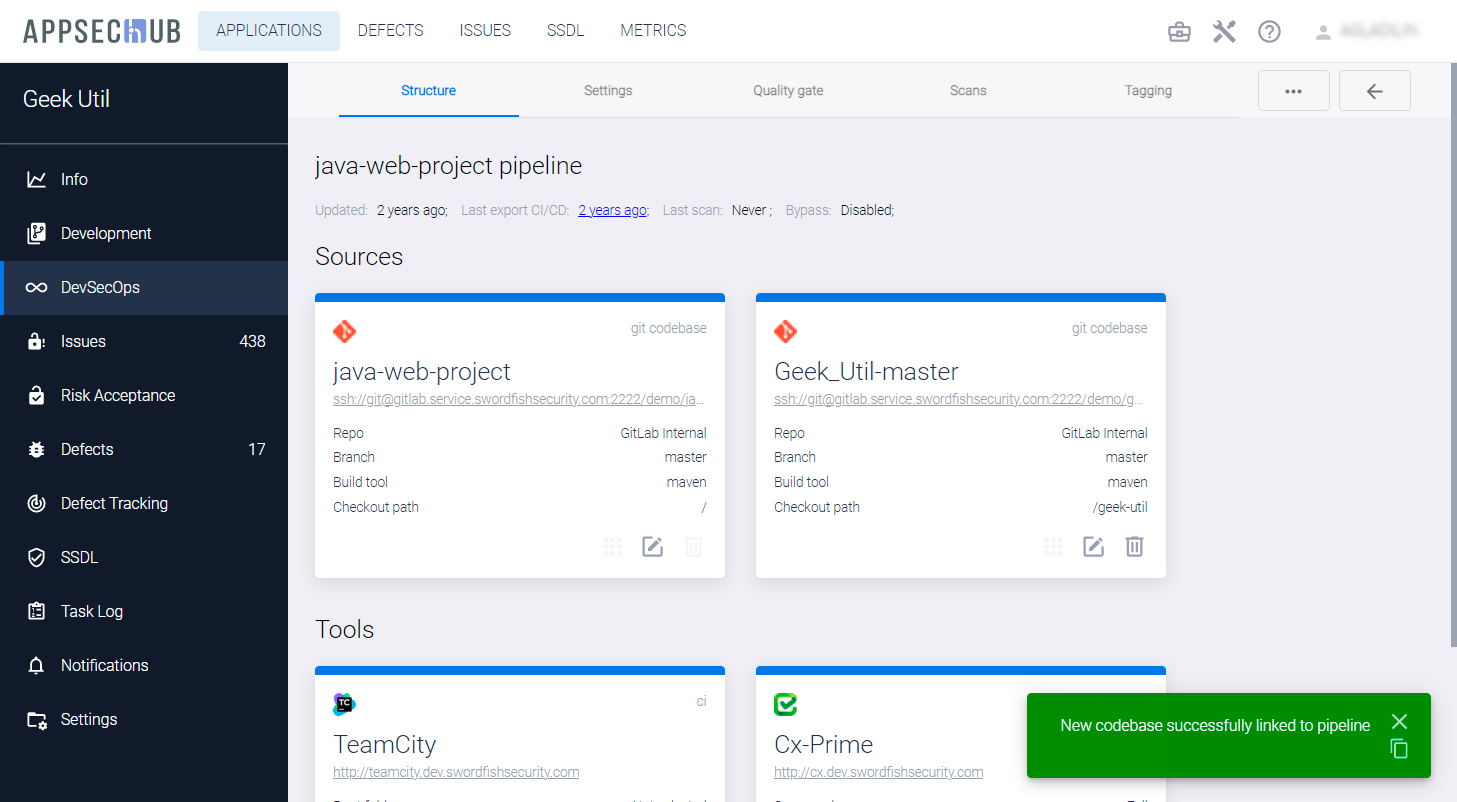 APPSECHUB APPLICATIONS DEFECTS ISSUES SSDL METRICS
Geek Util
Info
Development
DevSecOps
Issues 438
Risk Acceptance
Defects 17
Defect Tracking
SSDL
Task Log
Notifications
Settings
Structure Settings Quality gate Scans Tagging
java-web-project pipeline
Updated: 2 years ago; Last export CI/CD: 2 years ago; Last scan: Never ; Bypass: Disabled;
Sources
git codebase
java-web-project
ssh://git@gitlab.service.swordfishsecurity.com:2222/demo/ja...
Repo GitLab Internal
Branch master
Build tool maven
Checkout path /
git codebase
Geek_Util-master
ssh://git@gitlab.service.swordfishsecurity.com:2222/demo/g...
Repo GitLab Internal
Branch master
Build tool maven
Checkout path /geek-util
Tools
TC
ci
TeamCity
http://teamcity.dev.swordfishsecurity.com
Cx-Prime
http://cx.dev.swordfishsecurity.com
New codebase successfully linked to pipeline